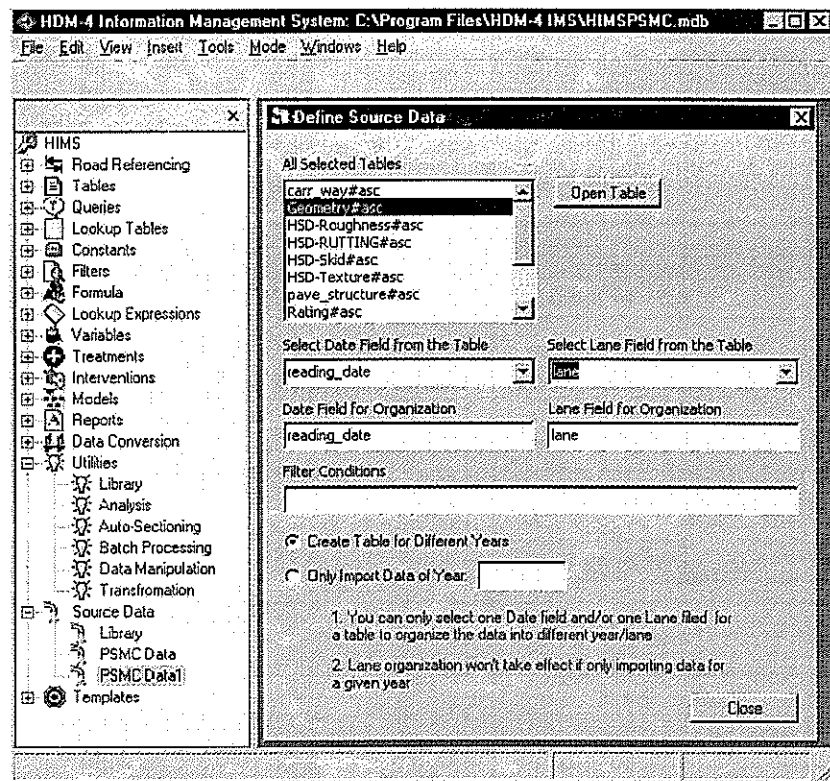 HDM-4 Information Management System: C:\Program Files\HDM-4 IMS\HIMSPSMC.mdb
File Edit View Insert Tools Mode Windows Help
HIMS
Road Referencing
Tables
Queries
Lookup Tables
Constants
Filters
Formula
Lookup Expressions
Variables
Treatments
Interventions
Models
Reports
Data Conversion
Utilities
Library
Analysis
Auto-Sectioning
Batch Processing
Data Manipulation
Transfromation
Source Data
Library
PSMC Data
PSMC Data1
Templates
Define Source Data
All Selected Tables
carr_way#asc
Geometry#asc
HSD-Roughness#asc
HSD-RUTTING#asc
HSD-Skid#asc
HSD-Texture#asc
pave_structure#asc
Rating#asc
Open Table
Select Date Field from the Table
Select Lane Field from the Table
reading_date
lane
Date Field for Organization
Lane Field for Organization
reading_date
lane
Filter Conditions
Create Table for Different Years
Only Import Data of Year:
1. You can only select one Date field and/or one Lane filed for
a table to organize the data into different year/lane
2. Lane organization won't take effect if only importing data for
a given year
Close